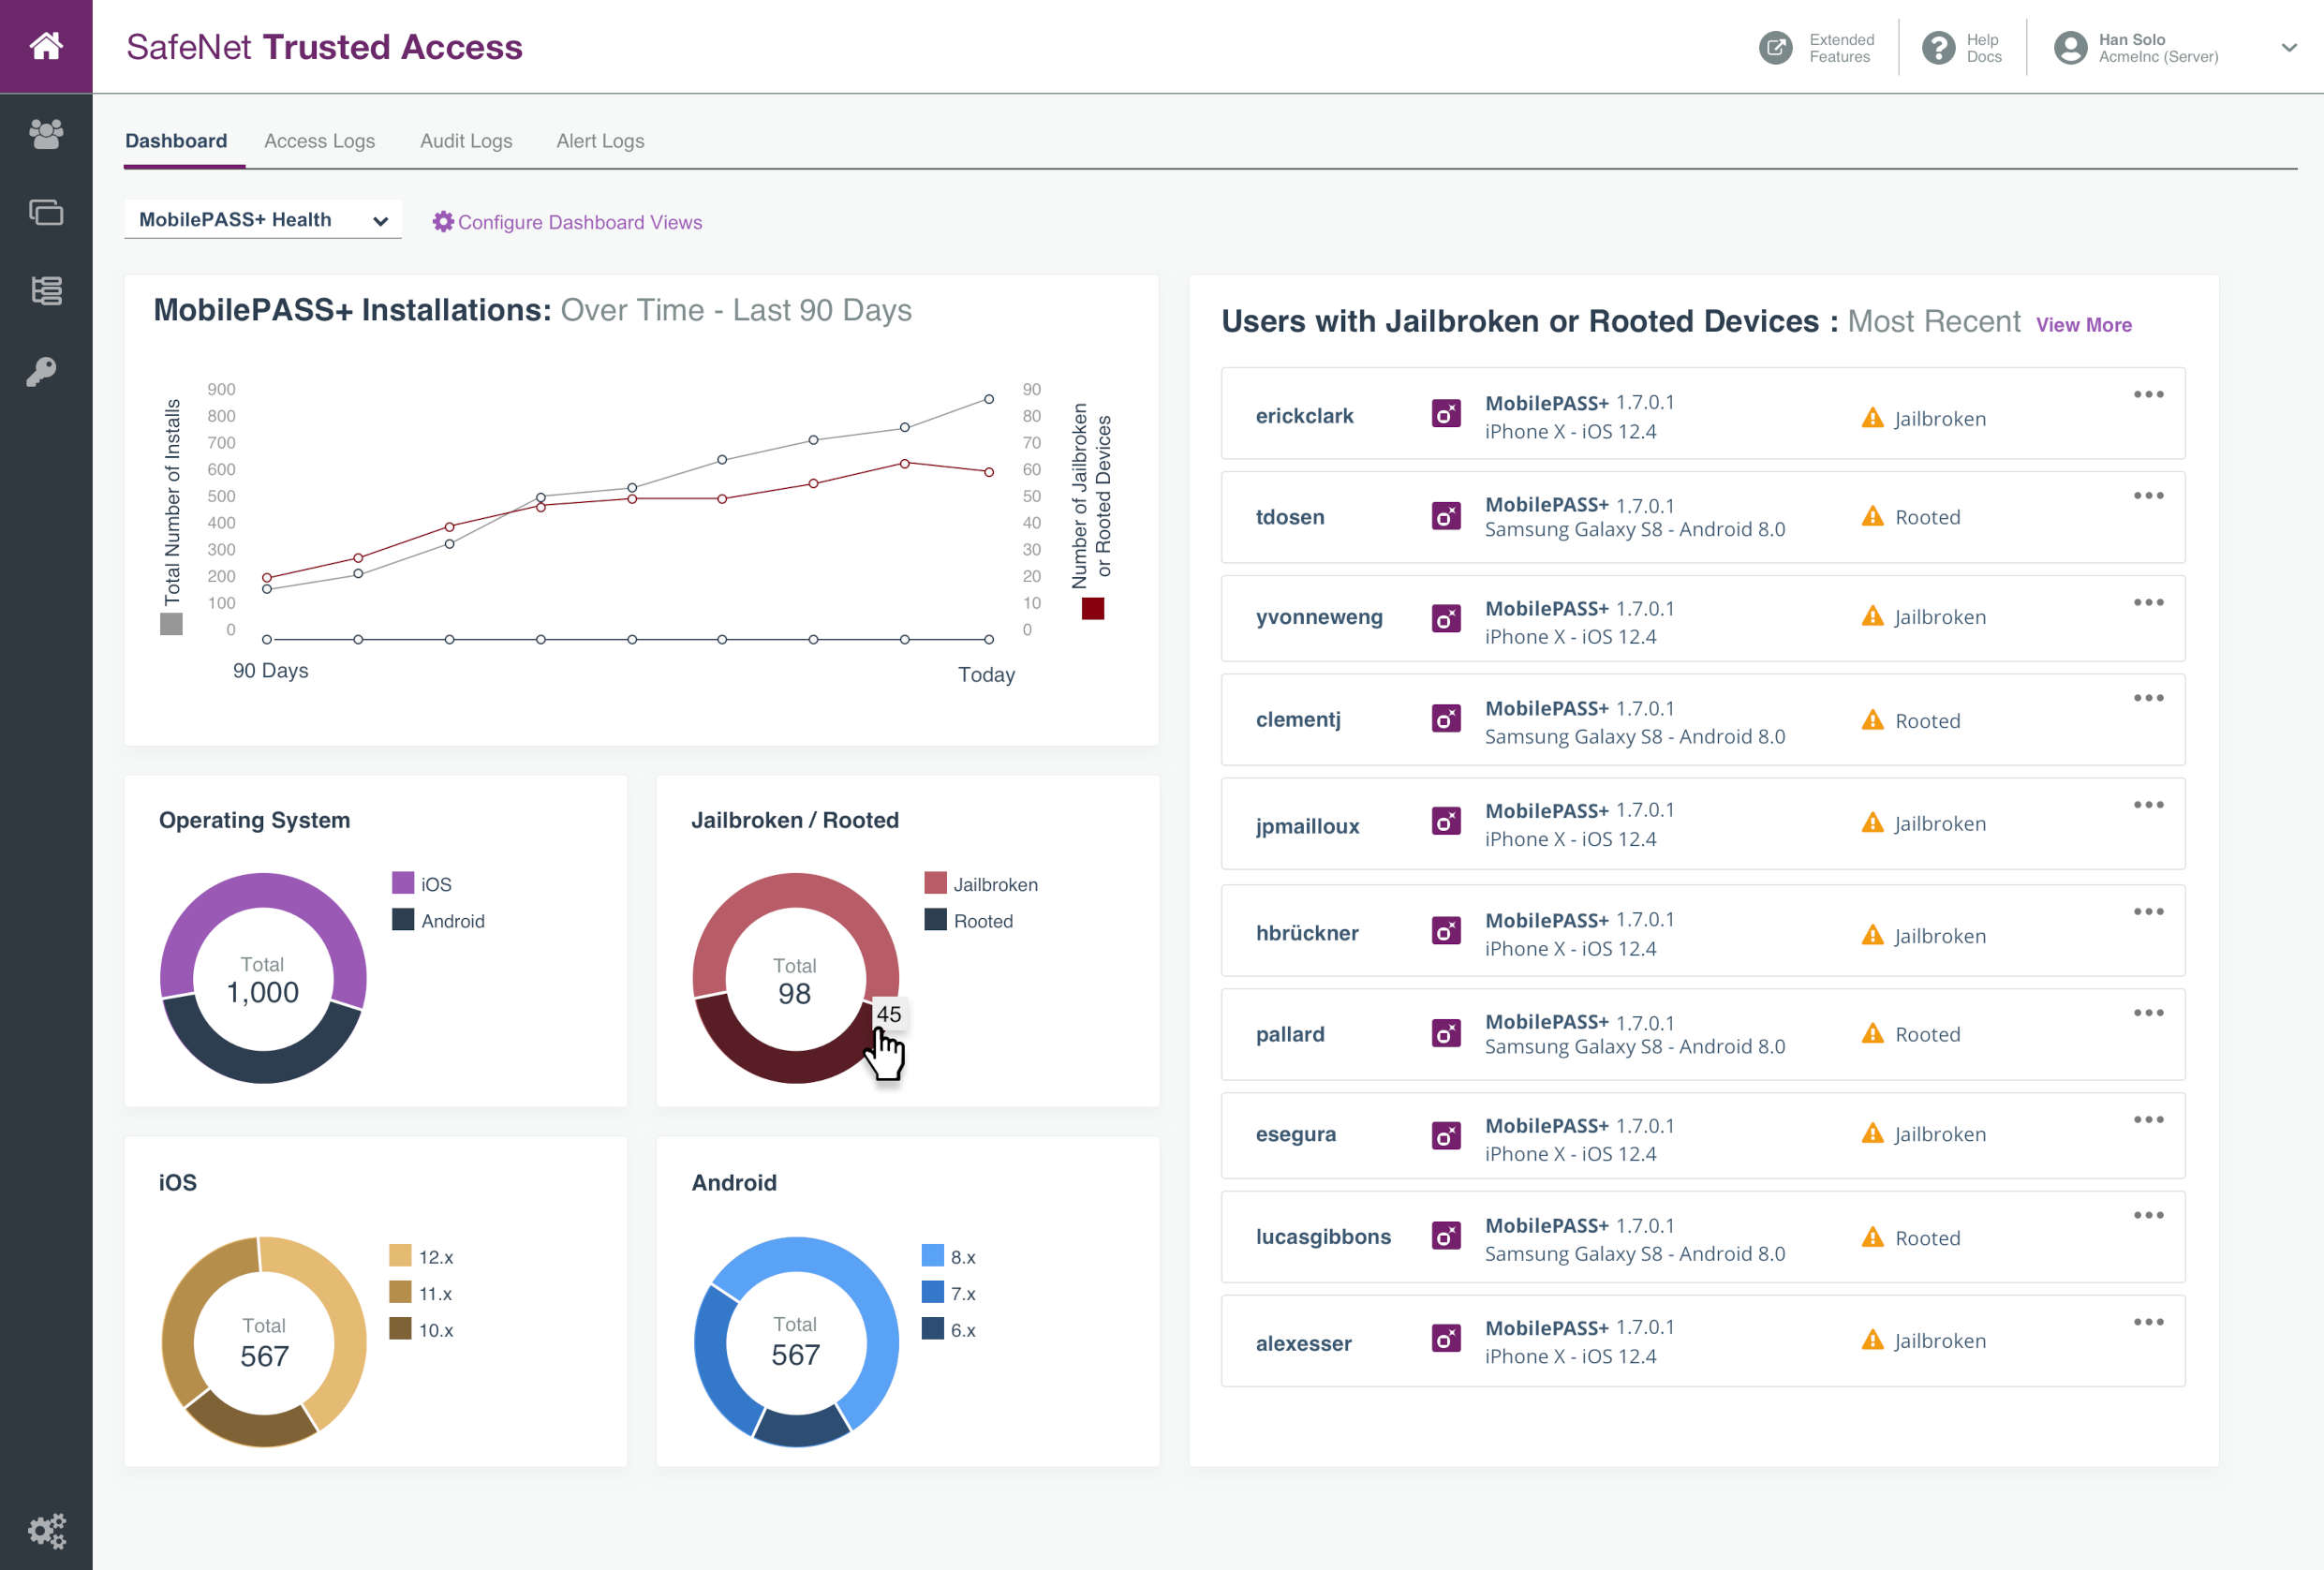 SafeNet Trusted Access
Extended
Features
Help
Docs
Han Solo
AcmeInc (Server)
Dashboard
Access Logs
Audit Logs
Alert Logs
MobilePASS+ Health
Configure Dashboard Views
MobilePASS+ Installations: Over Time - Last 90 Days
Total Number of Installs
900
800
700
600
500
400
300
200
100
0
90
80
70
60
50
40
30
20
10
0
Number of Jailbroken
or Rooted Devices
90 Days
Today
Operating System
iOS
Android
Total
1,000
Jailbroken / Rooted
Jailbroken
Rooted
Total
98
45
iOS
12.x
11.x
10.x
Total
567
Android
8.x
7.x
6.x
Total
567
Users with Jailbroken or Rooted Devices : Most Recent View More
erickclark
MobilePASS+ 1.7.0.1
iPhone X - iOS 12.4
Jailbroken
tdosen
MobilePASS+ 1.7.0.1
Samsung Galaxy S8 - Android 8.0
Rooted
yvonneweng
MobilePASS+ 1.7.0.1
iPhone X - iOS 12.4
Jailbroken
clementj
MobilePASS+ 1.7.0.1
Samsung Galaxy S8 - Android 8.0
Rooted
jpmailloux
MobilePASS+ 1.7.0.1
iPhone X - iOS 12.4
Jailbroken
hbrückner
MobilePASS+ 1.7.0.1
iPhone X - iOS 12.4
Jailbroken
pallard
MobilePASS+ 1.7.0.1
Samsung Galaxy S8 - Android 8.0
Rooted
esegura
MobilePASS+ 1.7.0.1
iPhone X - iOS 12.4
Jailbroken
lucasgibbons
MobilePASS+ 1.7.0.1
Samsung Galaxy S8 - Android 8.0
Rooted
alexesser
MobilePASS+ 1.7.0.1
iPhone X - iOS 12.4
Jailbroken